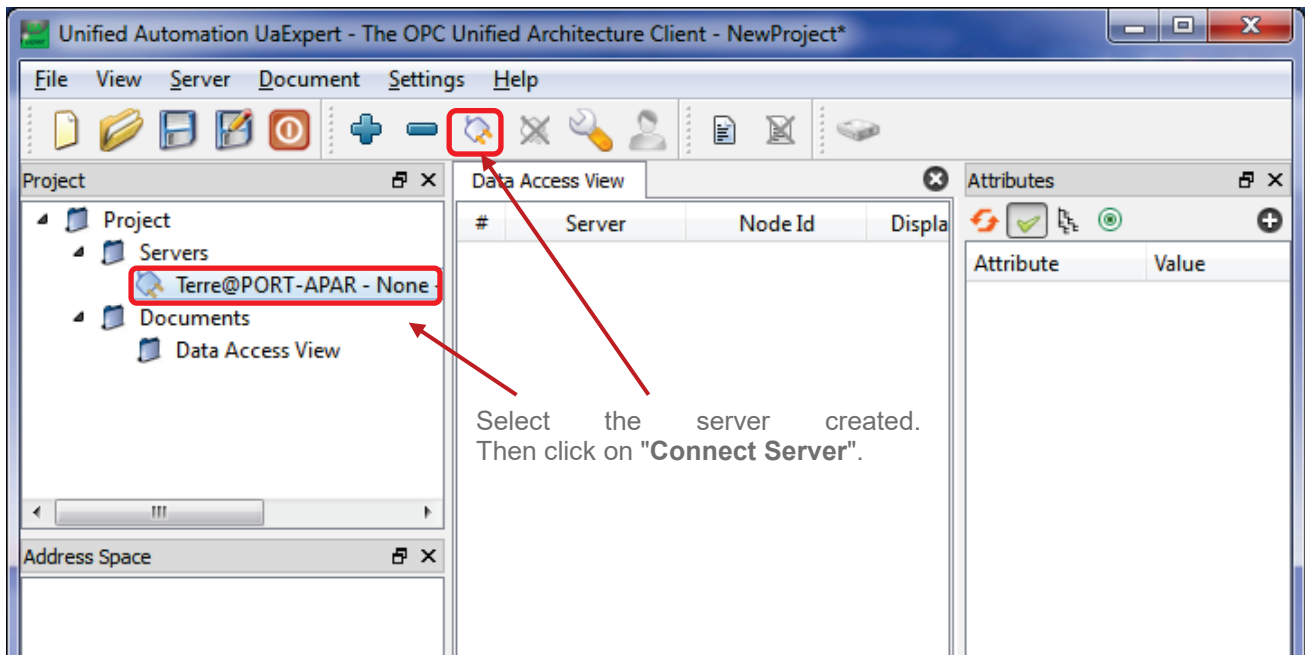 Unified Automation UaExpert - The OPC Unified Architecture Client - NewProject*
File View Server Document Settings Help
Project
Data Access View
Attributes
Project
Servers
Terre@PORT-APAR - None -
Documents
Data Access View
# Server Node Id Displa
Attribute Value
Select the server created.
Then click on "Connect Server".
Address Space